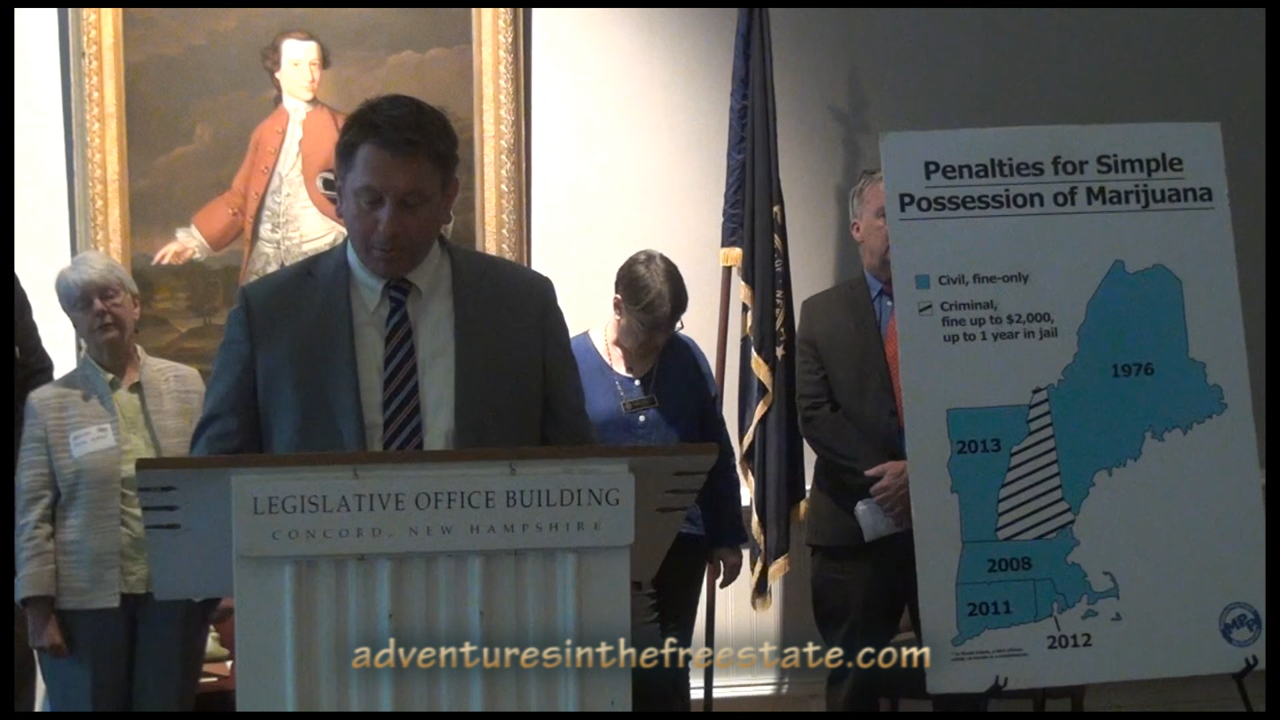 Penalties for Simple
Possession of Marijuana
Civil, fine-only
Criminal,
fine up to $2,000,
up to 1 year in jail
1976
2013
2008
2011
2012
MPP
LEGISLATIVE OFFICE BUILDING
CONCORD, NEW HAMPSHIRE
adventuresinthefreestate.com